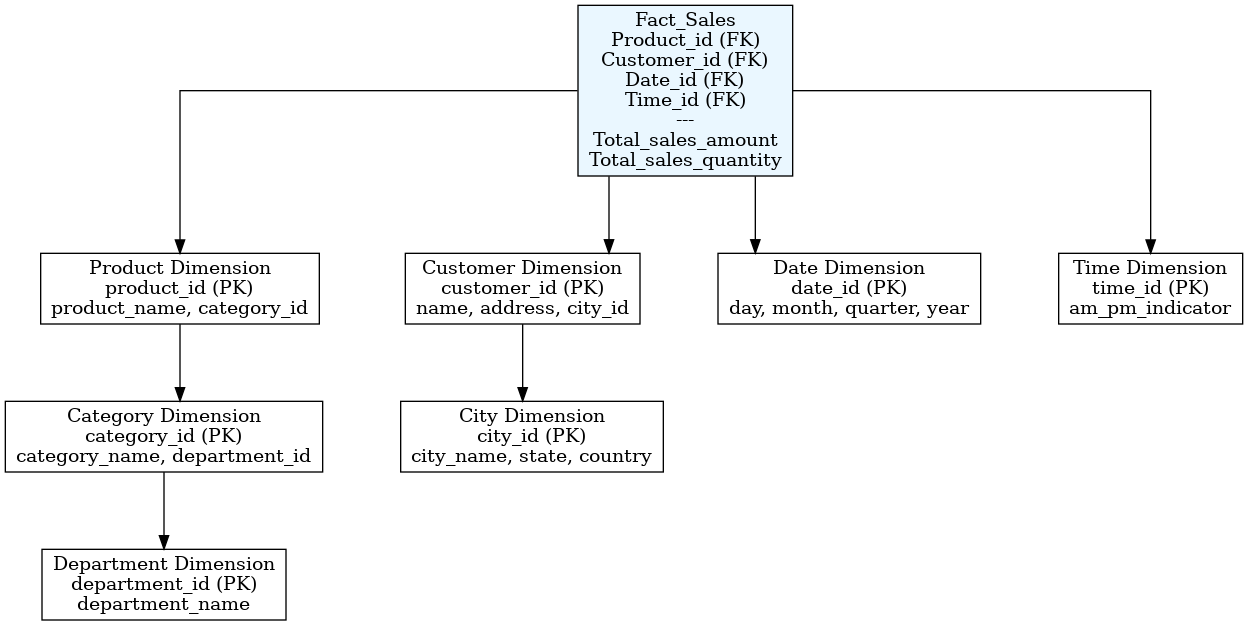 Fact_Sales
Product_id (FK)
Customer_id (FK)
Date_id (FK)
Time_id (FK)
---
Total_sales_amount
Total_sales_quantity
Product Dimension
product_id (PK)
product_name, category_id
Customer Dimension
customer_id (PK)
name, address, city_id
Date Dimension
date_id (PK)
day, month, quarter, year
Time Dimension
time_id (PK)
am_pm_indicator
Category Dimension
category_id (PK)
category_name, department_id
City Dimension
city_id (PK)
city_name, state, country
Department Dimension
department_id (PK)
department_name